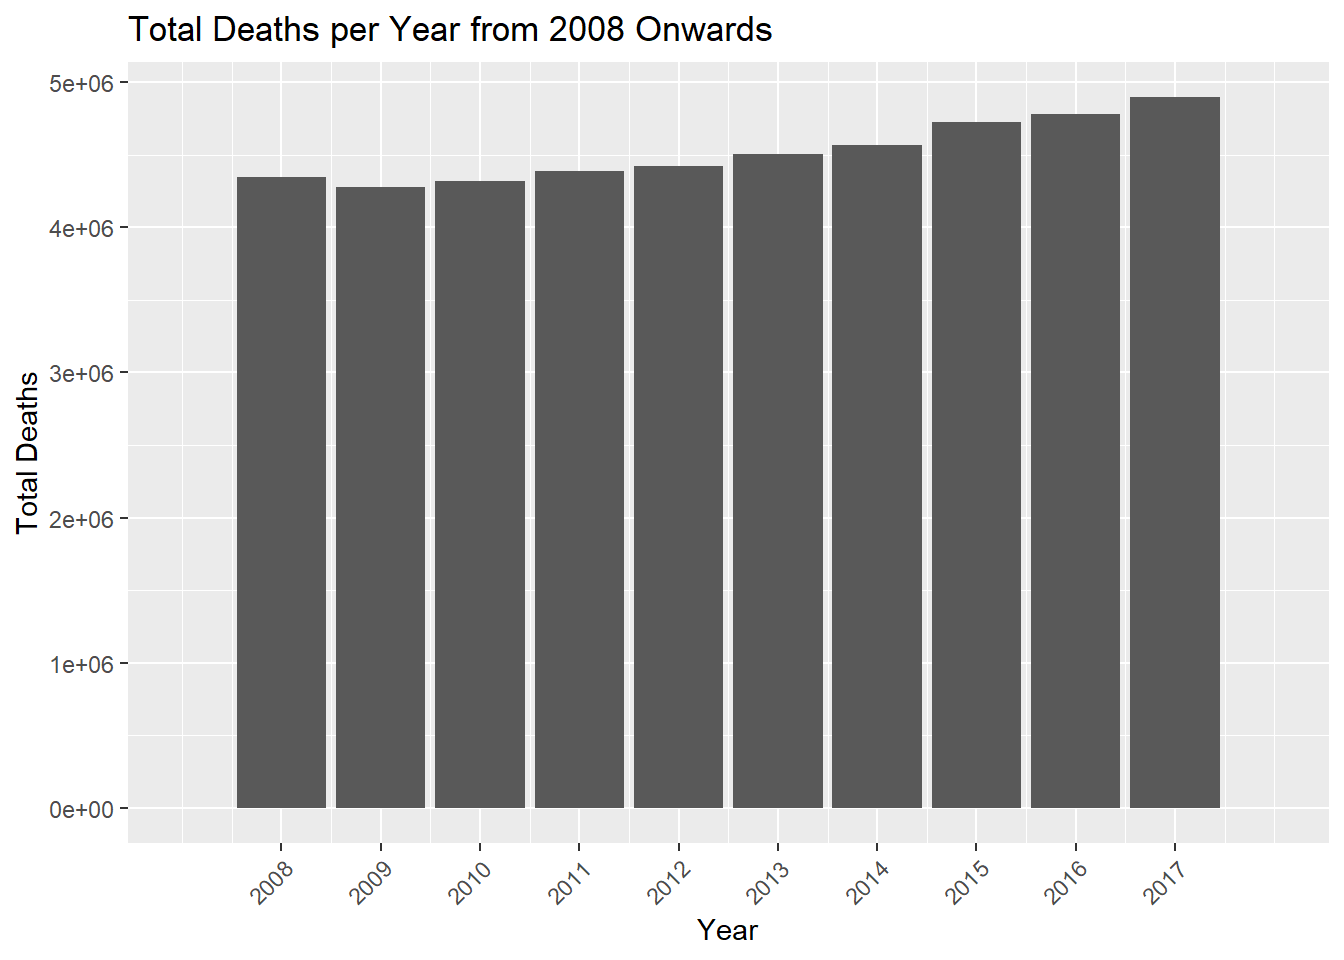 Total Deaths per Year from 2008 Onwards
5e+06
4e+06
3e+06
2e+06
1e+06
0e+00
Total Deaths
2008
2009
2010
2011
2012
2013
2014
2015
2016
2017
Year